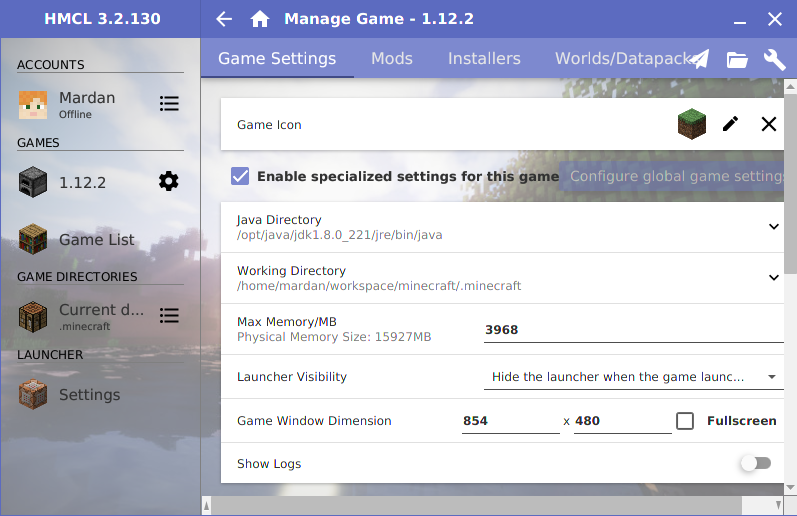 HMCL 3.2.130
Manage Game - 1.12.2
Game Settings Mods Installers Worlds/Datapacks
ACCOUNTS
Mardan
Offline
GAMES
1.12.2
Game List
GAME DIRECTORIES
Current d...
.minecraft
LAUNCHER
Settings
Game Icon
Enable specialized settings for this game Configure global game settings
Java Directory
/opt/java/jdk1.8.0_221/jre/bin/java
Working Directory
/home/mardan/workspace/minecraft/.minecraft
Max Memory/MB
Physical Memory Size: 15927MB
3968
Launcher Visibility Hide the launcher when the game launc...
Game Window Dimension 854 x 480 Fullscreen
Show Logs